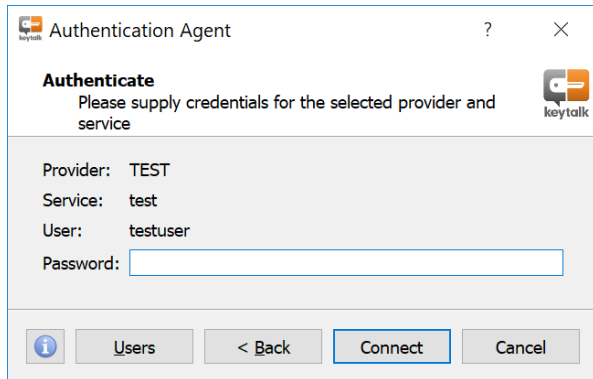 keytalk Authentication Agent ? ×
Authenticate
Please supply credentials for the selected provider and
service
keytalk
Provider: TEST
Service: test
User: testuser
Password:
i Users < Back Connect Cancel